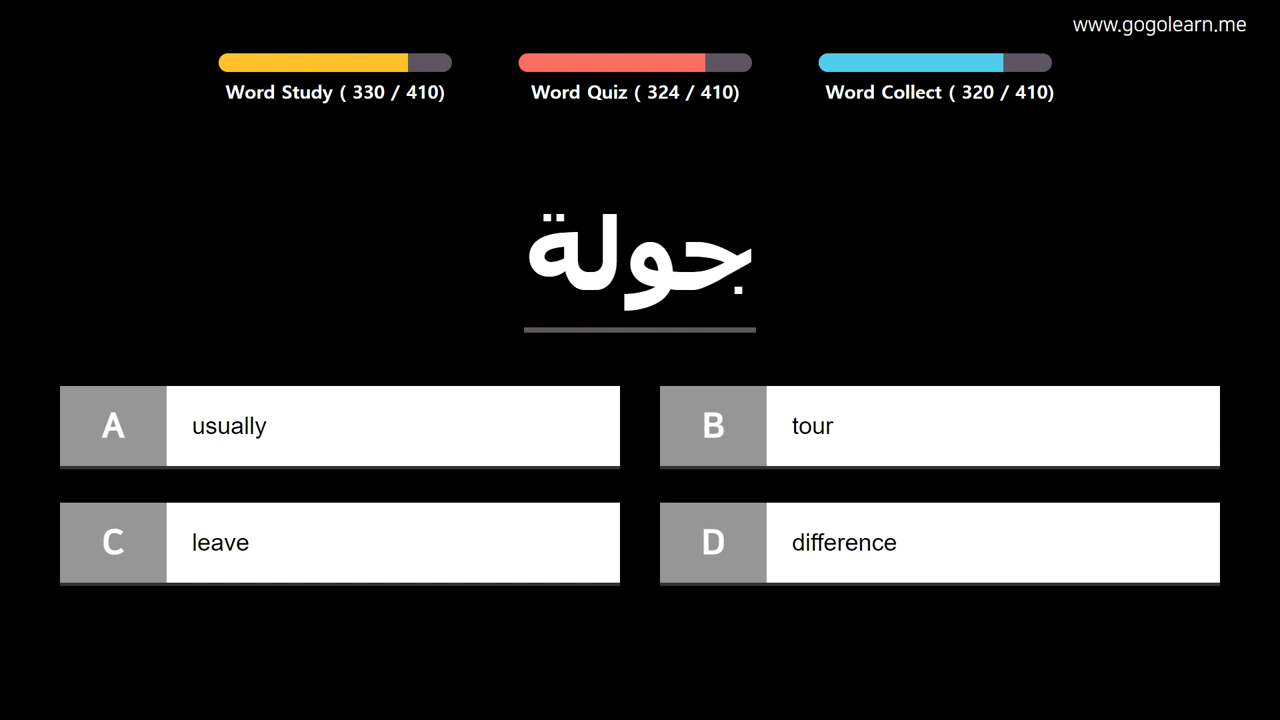 www.gogolearn.me
Word Study ( 330 / 410)
Word Quiz ( 324 / 410)
Word Collect ( 320 / 410)
جولة
A usually
B tour
C leave
D difference